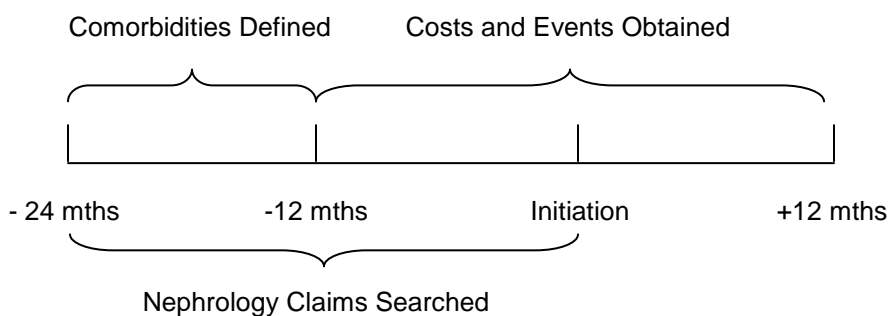 Comorbidities Defined Costs and Events Obtained
- 24 mths -12 mths Initiation +12 mths
Nephrology Claims Searched